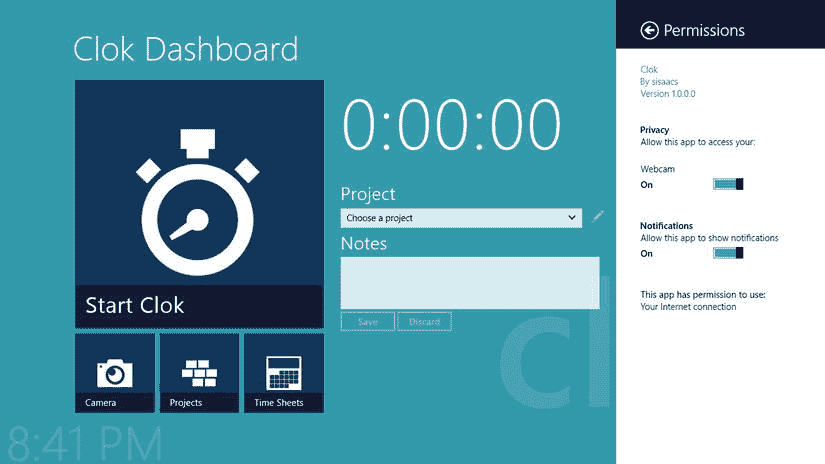 Clok Dashboard
0:00:00
Project
Choose a project
Notes
Save
Discard
Start Clok
Camera
Projects
Time Sheets
8:41 PM
cl
Permissions
Clok
By sisaacs
Version 1.0.0.0
Privacy
Allow this app to access your:
Webcam
On
Notifications
Allow this app to show notifications
On
This app has permission to use:
Your Internet connection